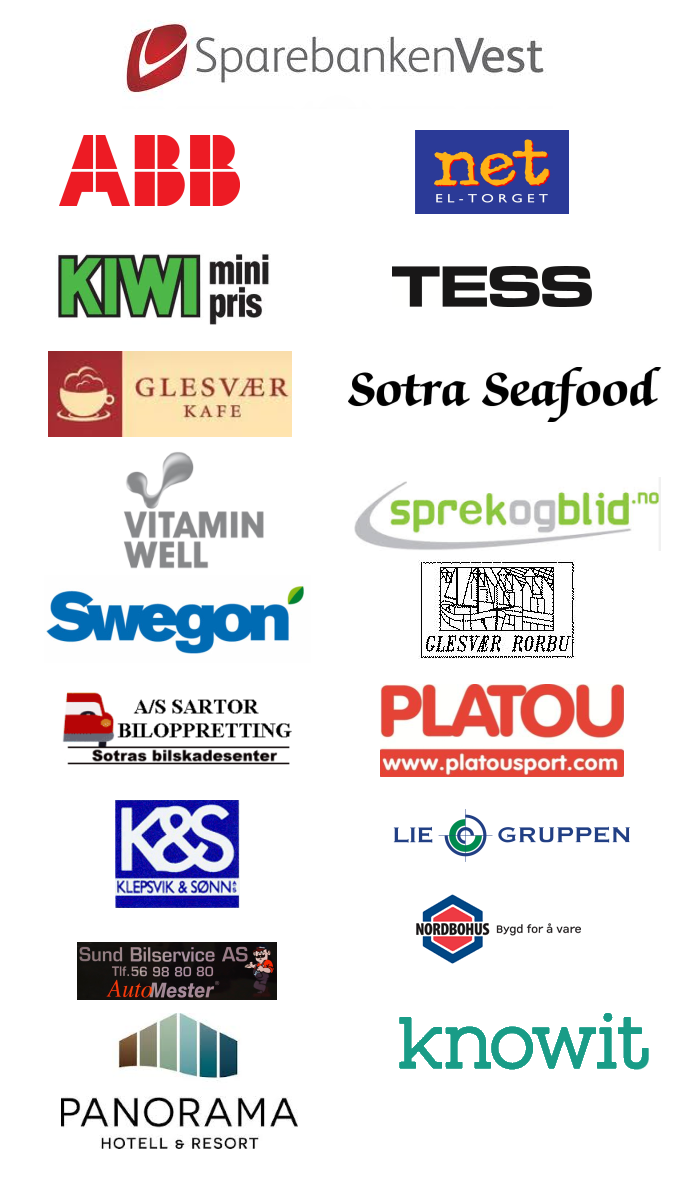 SparebankenVest
ABB
net
EL-TORGET
KIWI mini
pris
TESS
GLESVÆR
KAFE
Sotra Seafood
VITAMIN
WELL
sprekogblid.no
Swegon
GLESVÆR RORBU
A/S SARTOR
BILOPPRETTING
Sotras bilskadesenter
PLATOU
www.platousport.com
K&S
KLEPSVIK & SØNN AS
LIE GRUPPEN
NORDBOHUS Bygd for å vare
Sund Bilservice AS
Tlf.56 98 80 80
AutoMester®
knowit
PANORAMA
HOTELL & RESORT